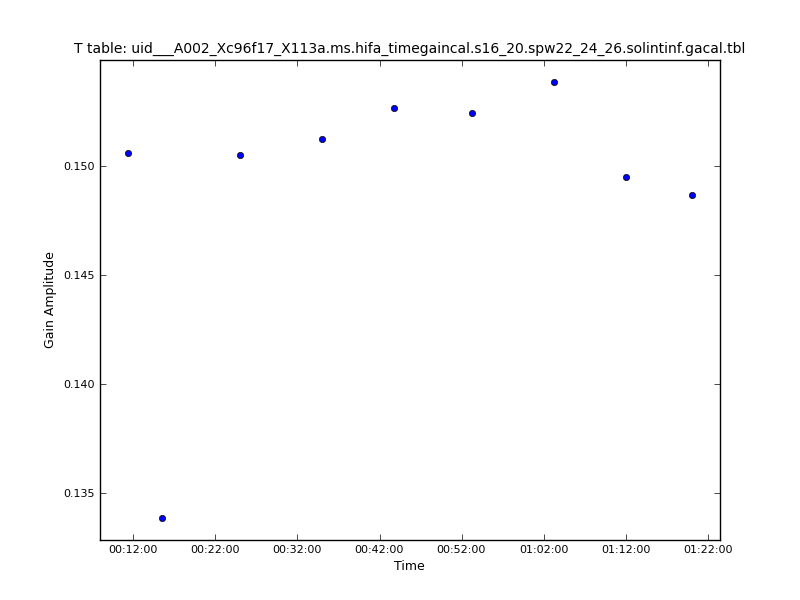 T table: uid___A002_Xc96f17_X113a.ms.hifa_timegaincal.s16_20.spw22_24_26.solintinf.gacal.tbl
0.150
0.145
Gain Amplitude
0.140
0.135
00:12:00 00:22:00 00:32:00 00:42:00 00:52:00 01:02:00 01:12:00 01:22:00
Time